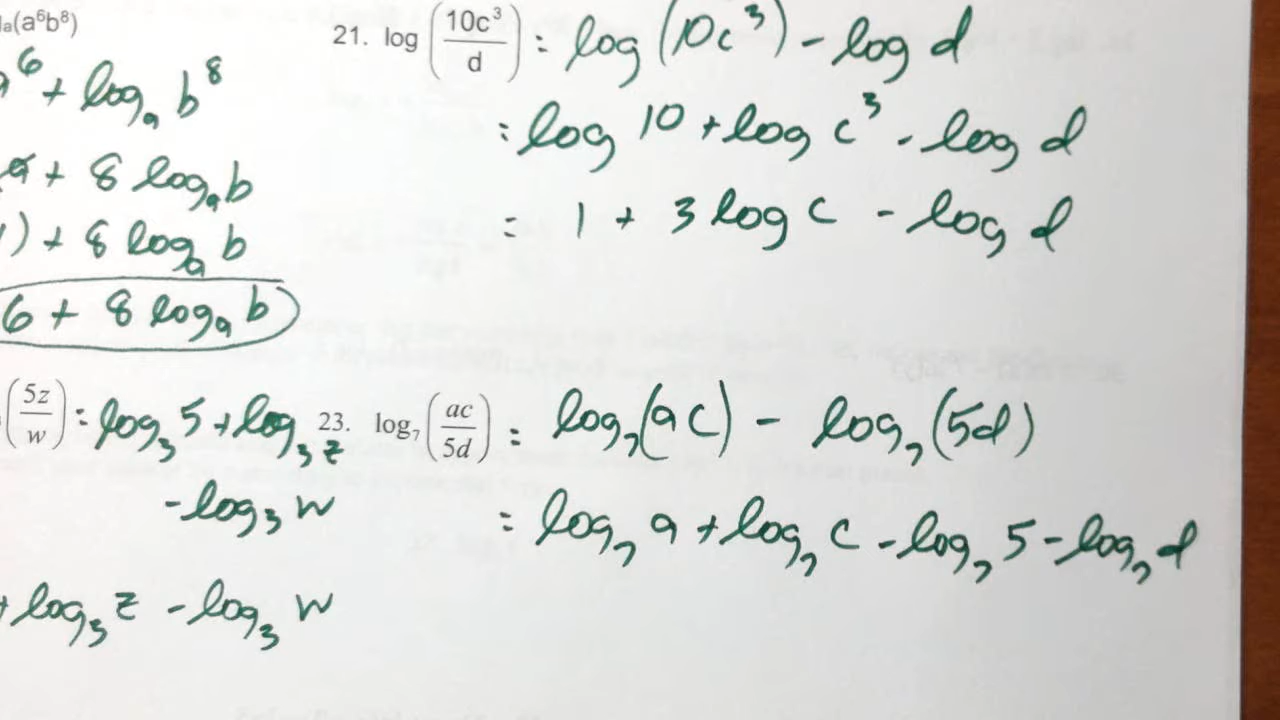 ₐ(a⁶b⁸)
⁶ + logₐ b⁸
a + 8 logₐ b
) + 8 logₐ b
6 + 8 logₐ b
21. log (10c³/d) = log (10c³) - log d
= log 10 + log c³ - log d
= 1 + 3 log c - log d
(5z/w) = log₃ 5 + log₃ z
- log₃ w
+ log₃ z - log₃ w
23. log₇ (ac/5d) = log₇ (ac) - log₇ (5d)
= log₇ a + log₇ c - log₇ 5 - log₇ d